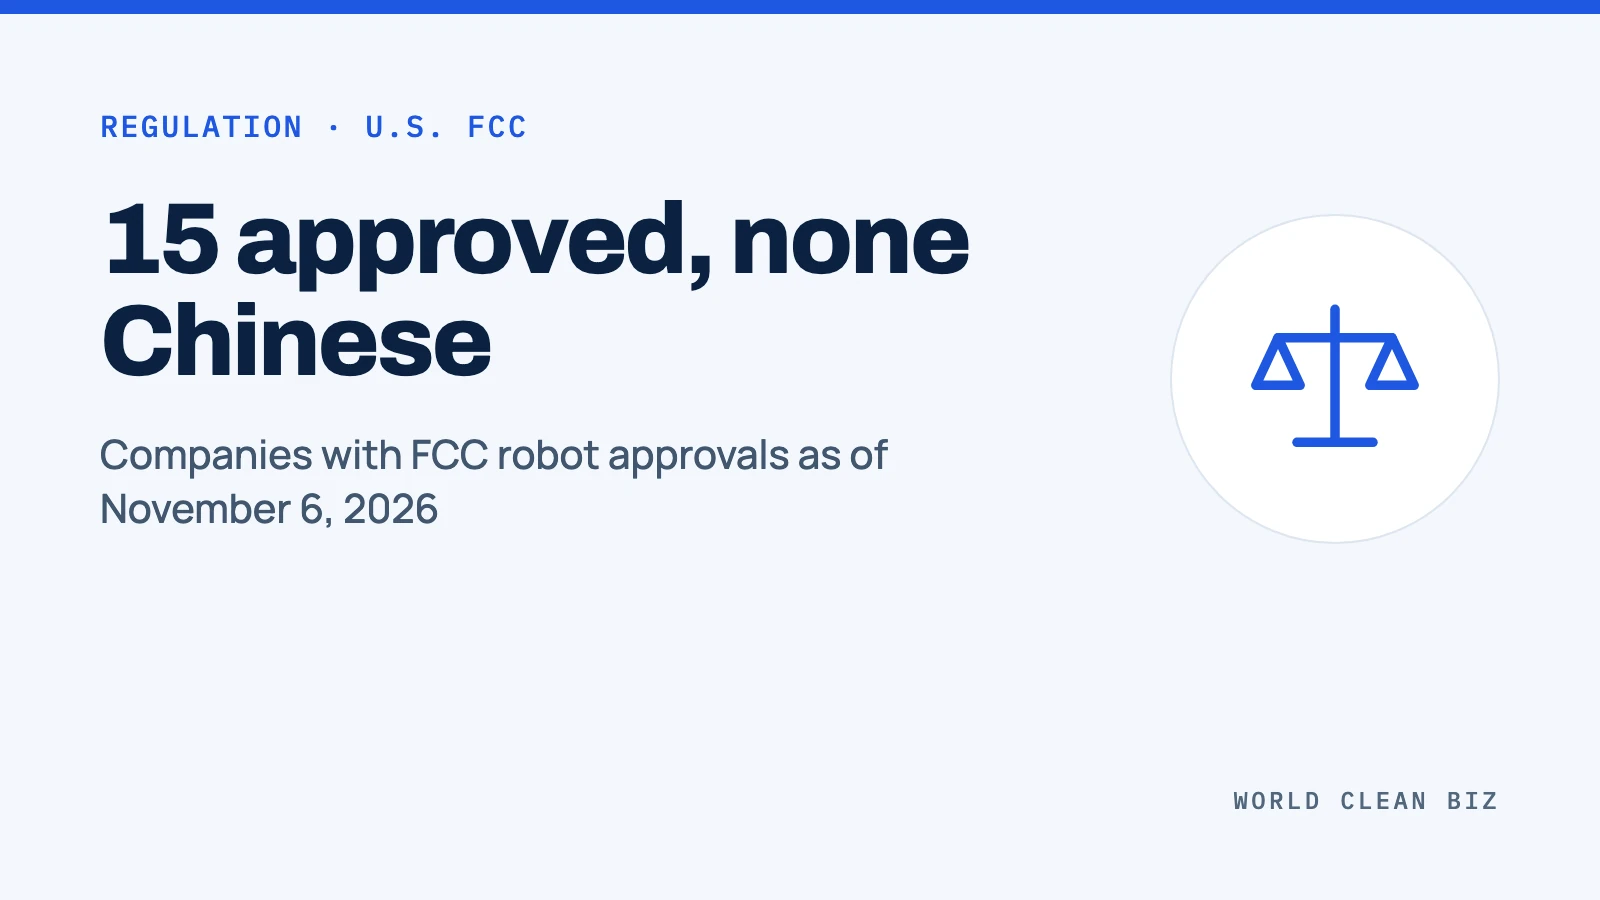 REGULATION · U.S. FCC
15 approved, none
Chinese
Companies with FCC robot approvals as of
November 6, 2026
WORLD CLEAN BIZ